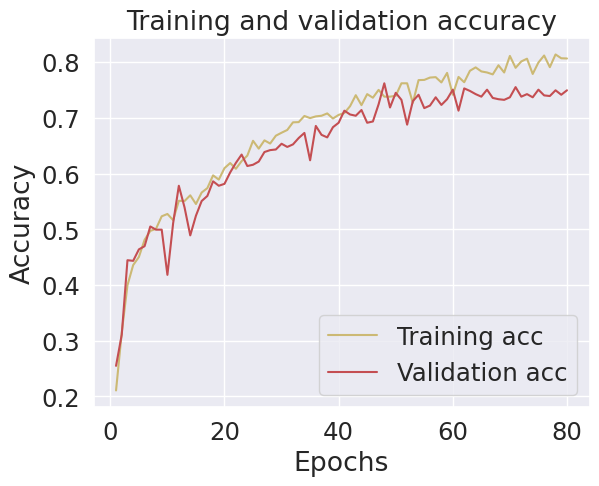 Training and validation accuracy
Accuracy
0.8
0.7
0.6
0.5
0.4
0.3
0.2
Training acc
Validation acc
0 20 40 60 80
Epochs